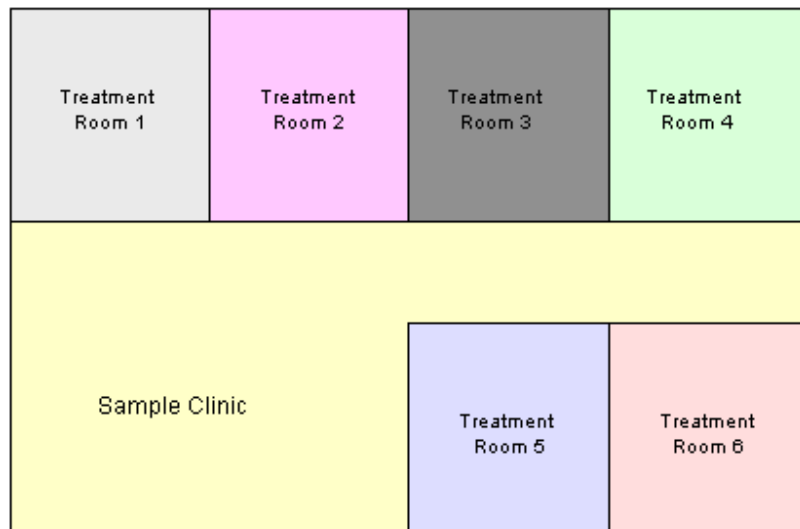 Treatment
Room 1
Treatment
Room 2
Treatment
Room 3
Treatment
Room 4
Sample Clinic
Treatment
Room 5
Treatment
Room 6